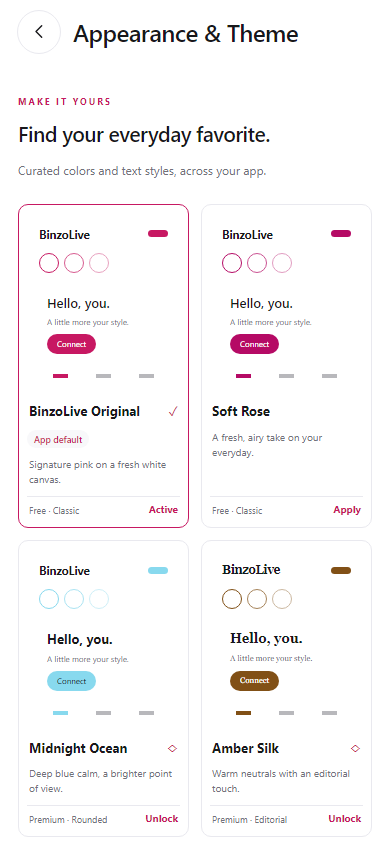 Appearance & Theme
MAKE IT YOURS
Find your everyday favorite.
Curated colors and text styles, across your app.
BinzoLive
Hello, you.
A little more your style.
Connect
BinzoLive Original ✓
App default
Signature pink on a fresh white
canvas.
Free · Classic Active
BinzoLive
Hello, you.
A little more your style.
Connect
Soft Rose
A fresh, airy take on your
everyday.
Free · Classic Apply
BinzoLive
Hello, you.
A little more your style.
Connect
Midnight Ocean ◇
Deep blue calm, a brighter point
of view.
Premium · Rounded Unlock
BinzoLive
Hello, you.
A little more your style.
Connect
Amber Silk ◇
Warm neutrals with an editorial
touch.
Premium · Editorial Unlock